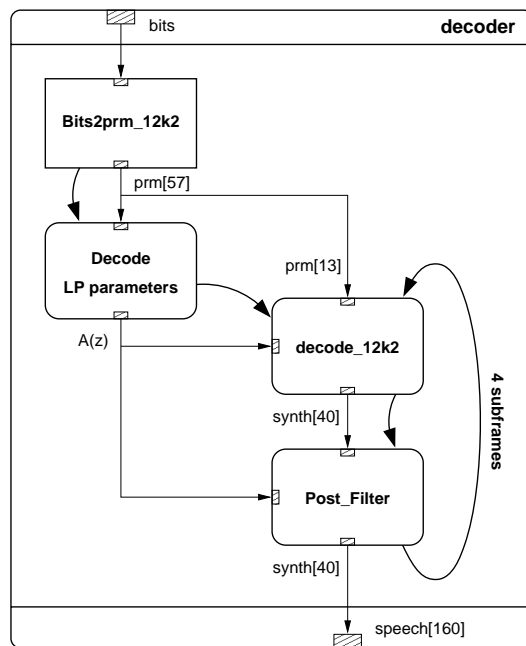 bits
decoder
Bits2prm_12k2
prm[57]
Decode
LP parameters
prm[13]
A(z)
decode_12k2
4 subframes
synth[40]
Post_Filter
synth[40]
speech[160]